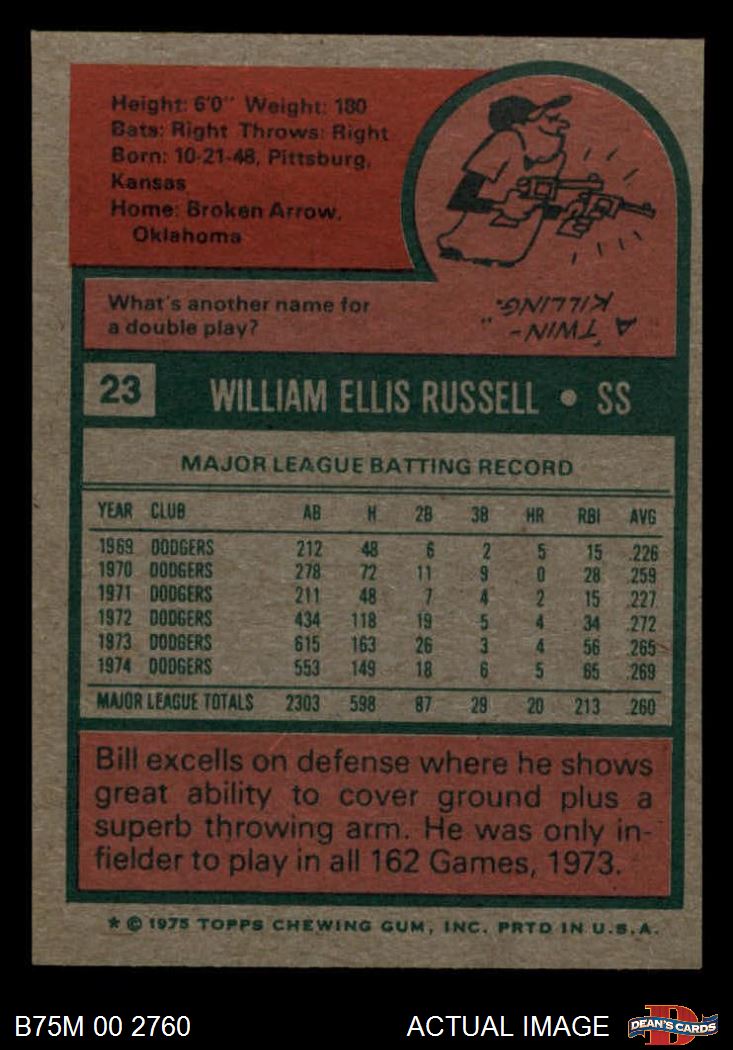 Height: 6'0" Weight: 180
Bats: Right Throws: Right
Born: 10-21-48, Pittsburg,
Kansas
Home: Broken Arrow,
Oklahoma
What's another name for
a double play?
A "TWIN-"
KILLING.
23 WILLIAM ELLIS RUSSELL • SS
MAJOR LEAGUE BATTING RECORD
YEAR CLUB AB H 2B 3B HR RBI AVG
1969 DODGERS 212 48 6 2 5 15 .226
1970 DODGERS 278 72 11 9 0 28 .259
1971 DODGERS 211 48 7 4 2 15 .227
1972 DODGERS 434 118 19 5 4 34 .272
1973 DODGERS 615 163 26 3 4 56 .265
1974 DODGERS 553 149 18 6 5 65 .269
MAJOR LEAGUE TOTALS 2303 598 87 29 20 213 .260
Bill excells on defense where he shows
great ability to cover ground plus a
superb throwing arm. He was only in-
fielder to play in all 162 Games, 1973.
* © 1975 TOPPS CHEWING GUM, INC. PRTD IN U.S.A.
B75M 00 2760 ACTUAL IMAGE D DEAN'S CARDS